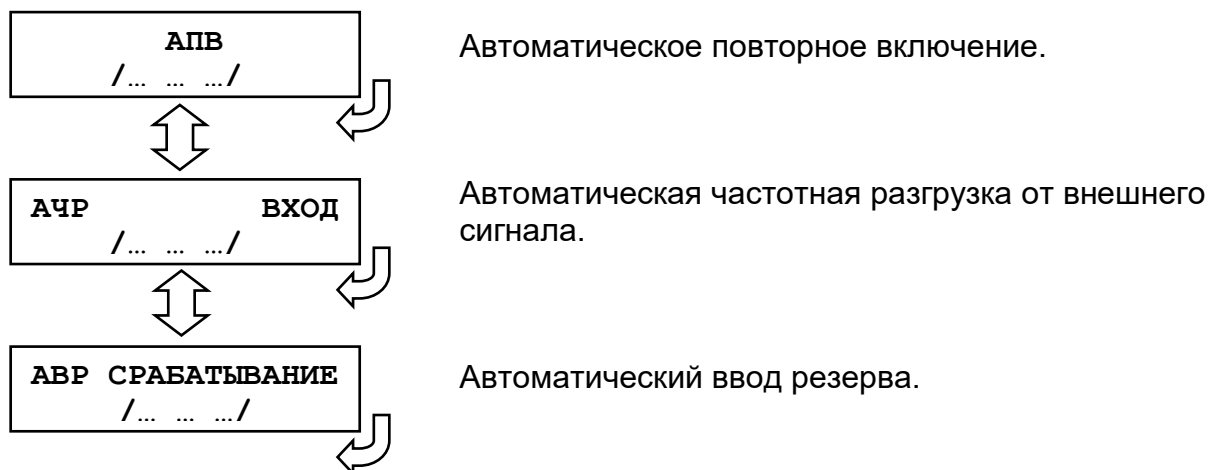 АПВ
/… … …/
Автоматическое повторное включение.
АЧР ВХОД
/… … …/
Автоматическая частотная разгрузка от внешнего
сигнала.
АВР СРАБАТЫВАНИЕ
/… … …/
Автоматический ввод резерва.